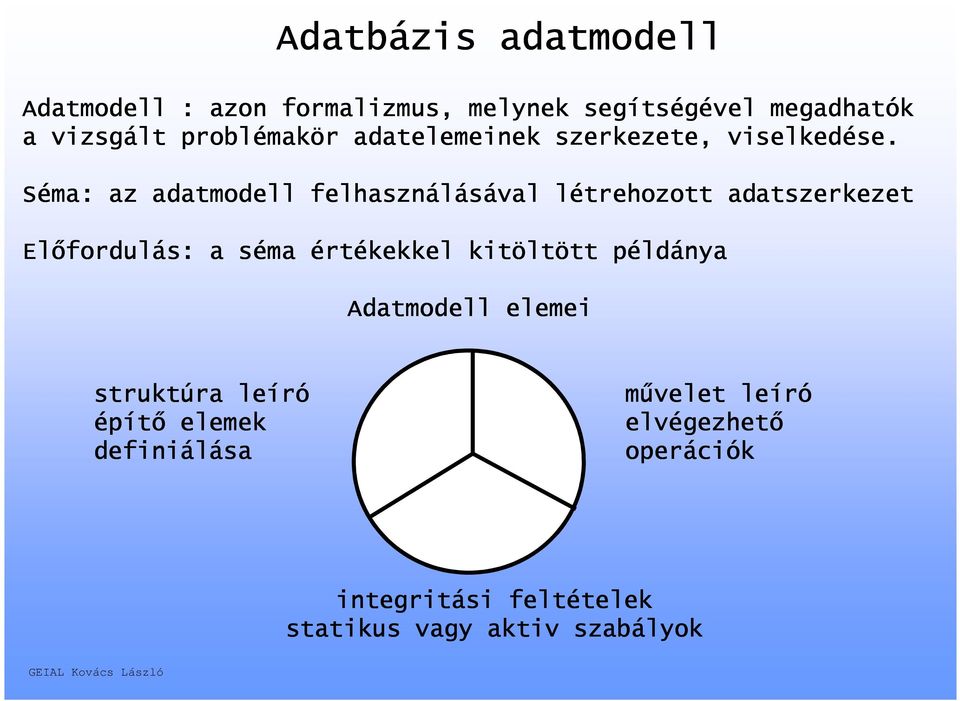 Adatbázis adatmodell
Adatmodell : azon formalizmus, melynek segítségével megadhatók
a vizsgált problémakör adatelemeinek szerkezete, viselkedése.
Séma: az adatmodell felhasználásával létrehozott adatszerkezet
Előfordulás: a séma értékekkel kitöltött példánya
Adatmodell elemei
struktúra leíró
építő elemek
definiálása
művelet leíró
elvégezhető
operációk
integritási feltételek
statikus vagy aktiv szabályok
GEIAL Kovács László